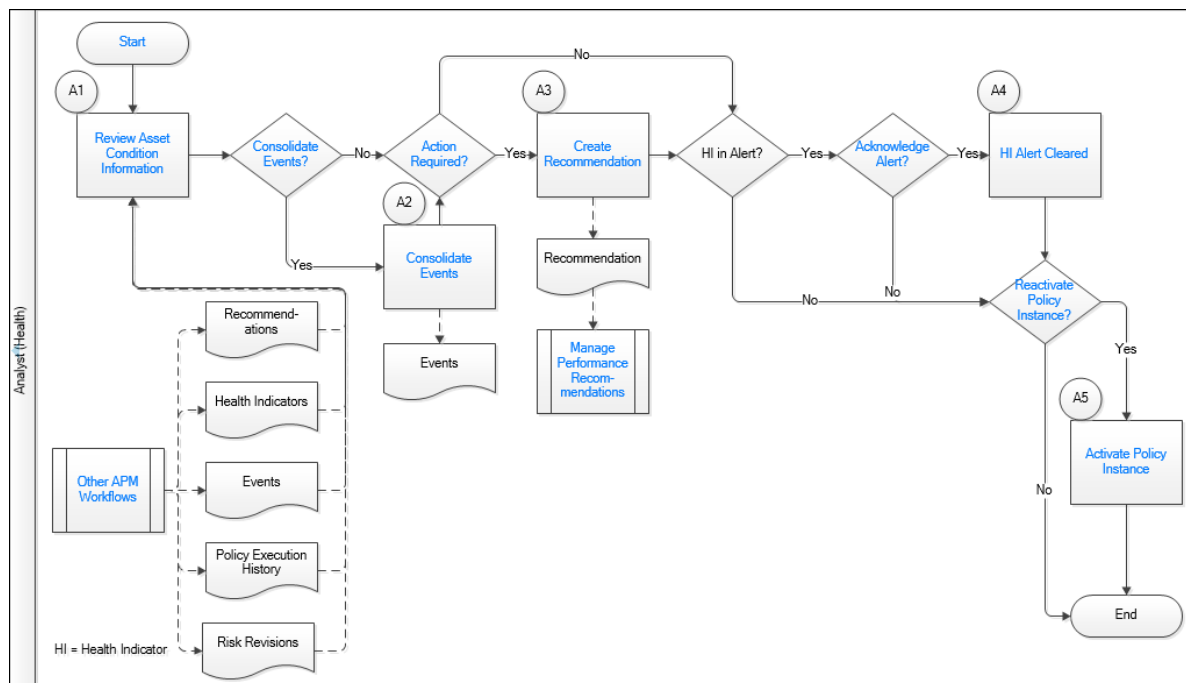 Start
A1
Review Asset
Condition
Information
Consolidate
Events?
No
Yes
A2
Consolidate
Events
Events
Action
Required?
No
Yes
A3
Create
Recommendation
Recommendation
Manage
Performance
Recom-
mendations
HI in Alert?
Yes
No
Acknowledge
Alert?
Yes
No
A4
HI Alert Cleared
Reactivate
Policy
Instance?
Yes
No
A5
Activate Policy
Instance
End
Analyst (Health)
Other APM
Workflows
Recommend-
ations
Health Indicators
Events
Policy Execution
History
Risk Revisions
HI = Health Indicator